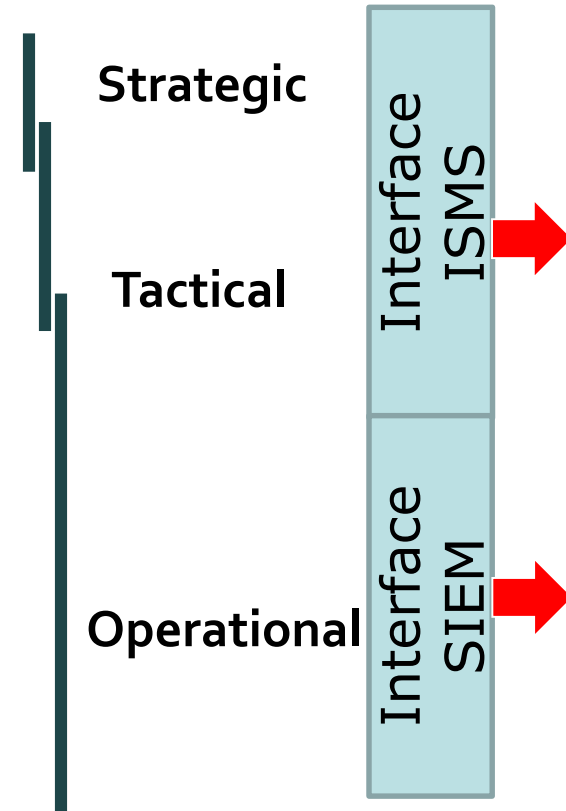 Strategic
Tactical
Operational
Interface
ISMS
Interface
SIEM